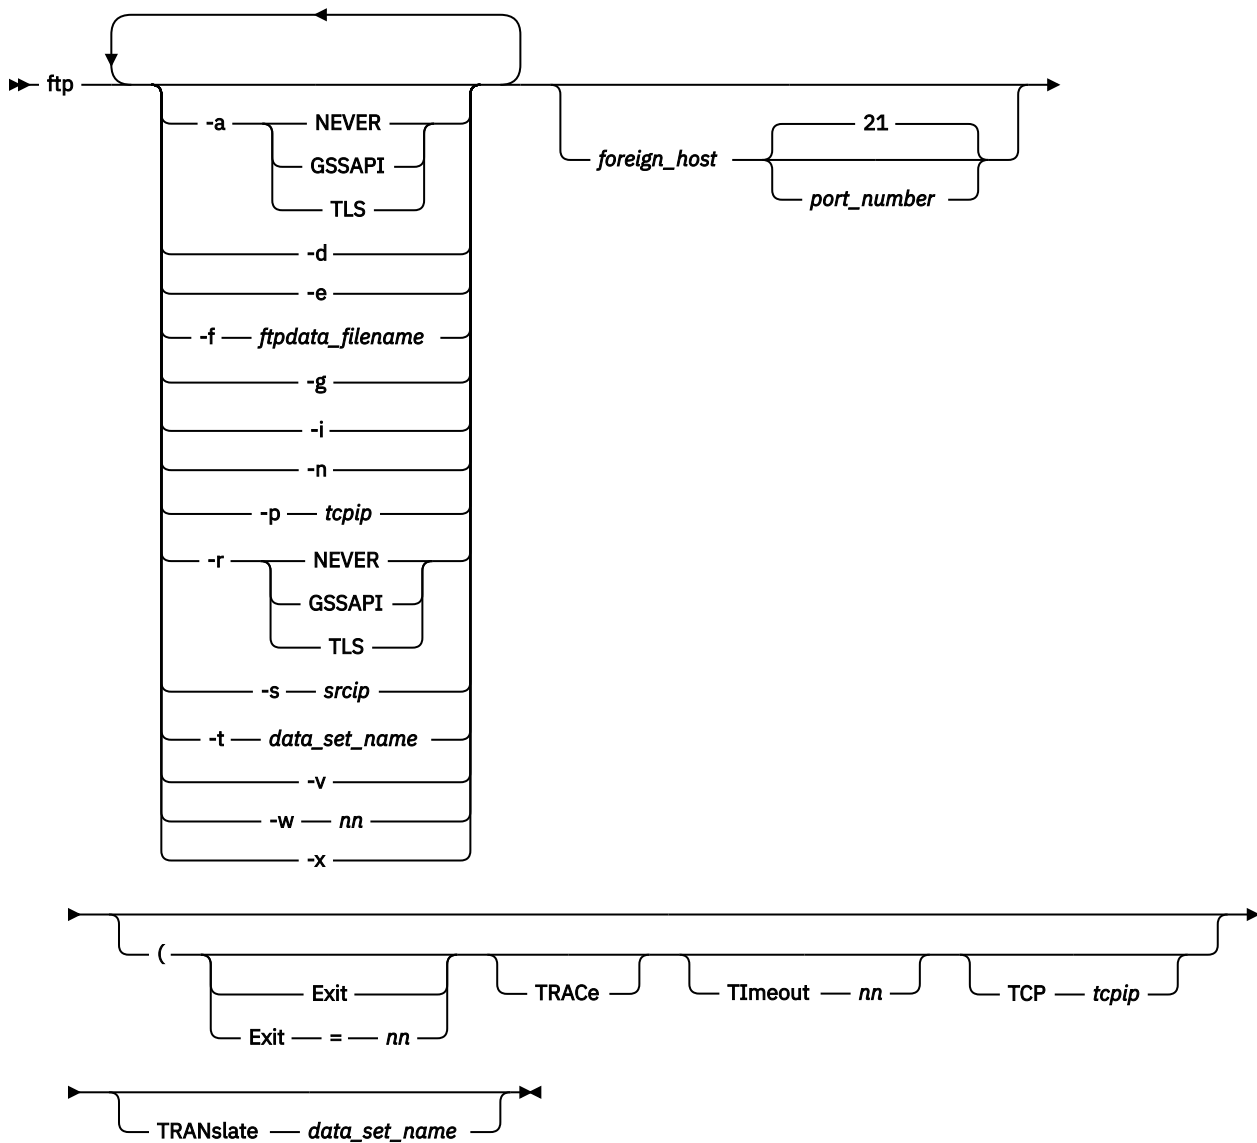 ftp
-a NEVER
GSSAPI
TLS
foreign_host 21
port_number
-d
-e
-f ftpdata_filename
-g
-i
-n
-p tcpip
-r NEVER
GSSAPI
TLS
-s srcip
-t data_set_name
-v
-w nn
-x
(
Exit TRACe TImeout nn TCP tcpip
Exit = nn
TRANslate data_set_name